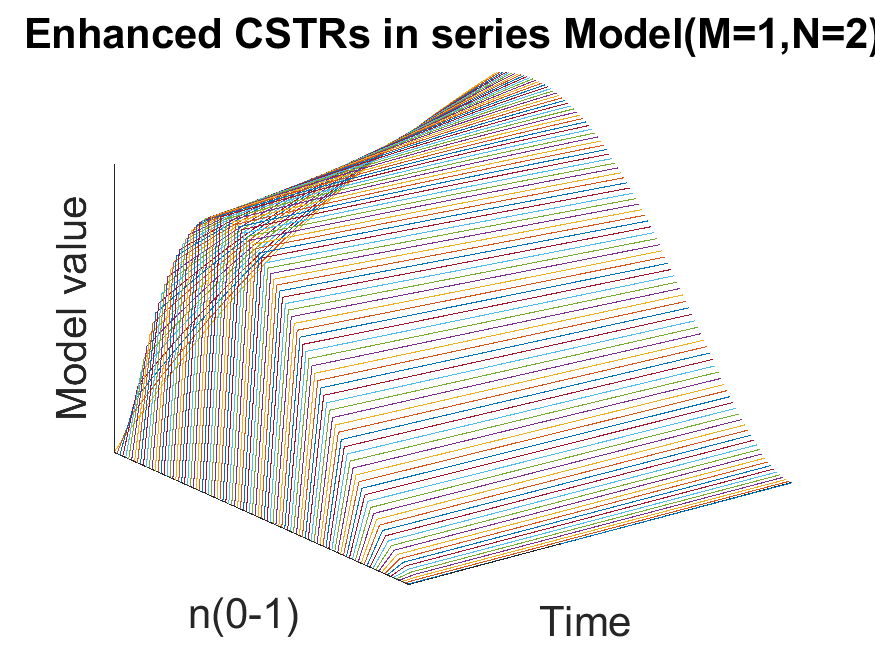 Enhanced CSTRs in series Model(M=1,N=2)
Model value
n(0-1)
Time